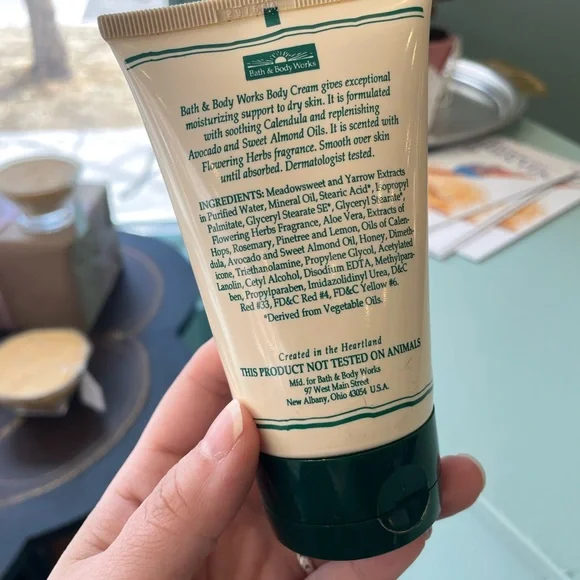 Bath & Body Works
Bath & Body Works Body Cream gives exceptional
moisturizing support to dry skin. It is formulated
with soothing Calendula and replenishing
Avocado and Sweet Almond Oils. It is scented with
Flowering Herbs fragrance. Smooth over skin
until absorbed. Dermatologist tested.
INGREDIENTS: Meadowsweet and Yarrow Extracts
in Purified Water, Mineral Oil, Stearic Acid*, Isopropyl
Palmitate, Glyceryl Stearate SE*, Glyceryl Stearate*,
Flowering Herbs Fragrance, Aloe Vera, Extracts of
Hops, Rosemary, Pinetree and Lemon, Oils of Calen-
dula, Avocado and Sweet Almond Oil, Honey, Dimeth-
icone, Triethanolamine, Propylene Glycol, Acetylated
Lanolin, Cetyl Alcohol, Disodium EDTA, Methylpara-
ben, Propylparaben, Imidazolidinyl Urea, D&C
Red #33, FD&C Red #4, FD&C Yellow #6.
*Derived from Vegetable Oils.
Created in the Heartland
THIS PRODUCT NOT TESTED ON ANIMALS
Mfd. for Bath & Body Works
97 West Main Street
New Albany, Ohio 43054 U.S.A.